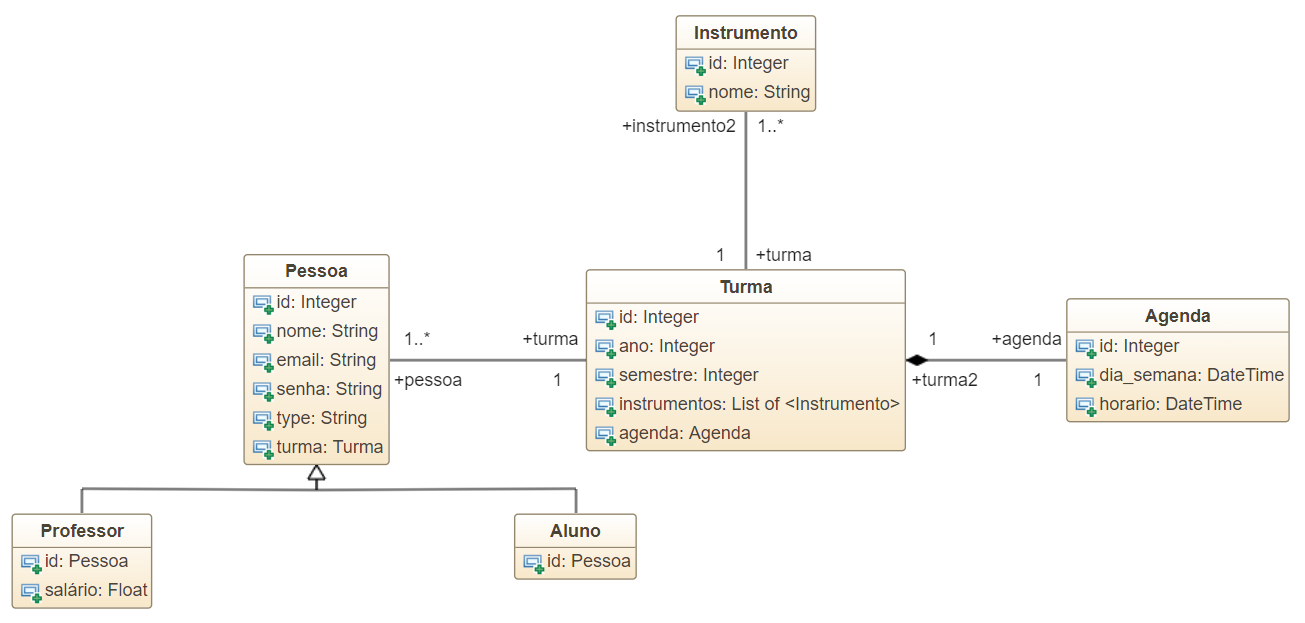 Instrumento
id: Integer
nome: String
+instrumento2
1..*
1
+turma
Pessoa
id: Integer
nome: String
email: String
senha: String
type: String
turma: Turma
1..*
+turma
+pessoa
1
Turma
id: Integer
ano: Integer
semestre: Integer
instrumentos: List of <Instrumento>
agenda: Agenda
1
+agenda
+turma2
1
Agenda
id: Integer
dia_semana: DateTime
horario: DateTime
Professor
id: Pessoa
salário: Float
Aluno
id: Pessoa